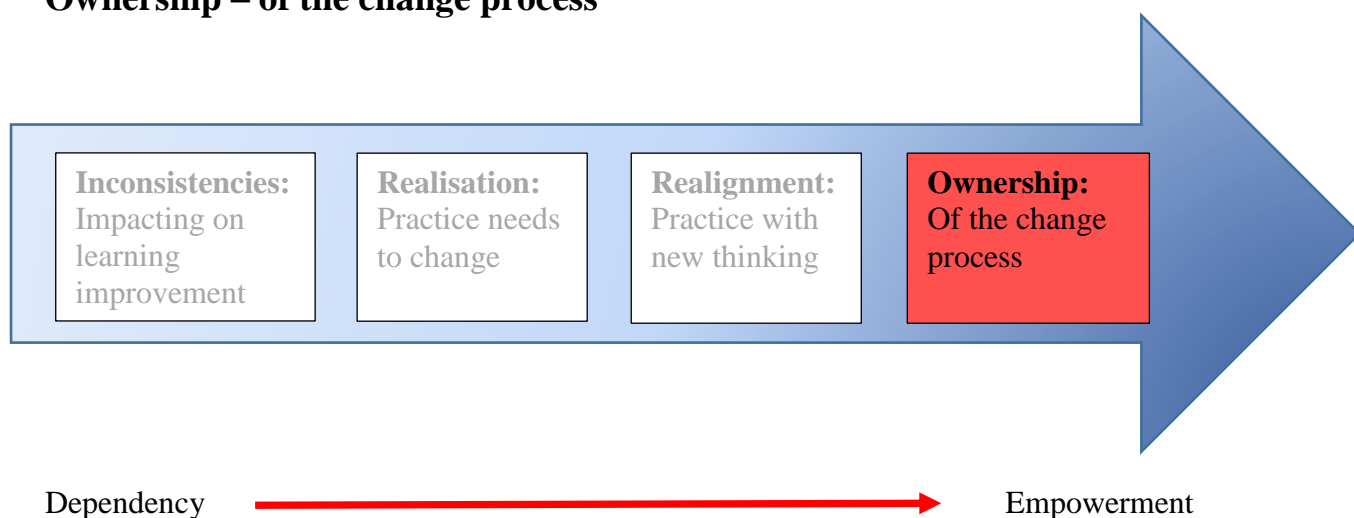 Ownership – of the change process
Inconsistencies:
Impacting on
learning
improvement
Realisation:
Practice needs
to change
Realignment:
Practice with
new thinking
Ownership:
Of the change
process
Dependency
Empowerment